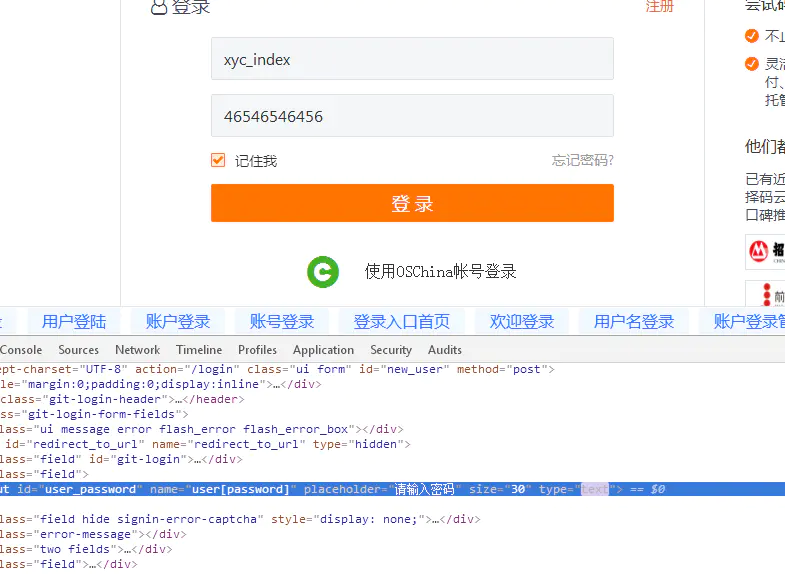 登录
注册
尝试码
xyc_index
不止
灵活
付、
托管
46546546456
记住我
忘记密码?
他们都
已有近
择码云
口碑推
登 录
招
使用OSChina帐号登录
前
用户登陆 账户登录 账号登录 登录入口首页 欢迎登录 用户名登录 账户登录管
Console Sources Network Timeline Profiles Application Security Audits
ept-charset="UTF-8" action="/login" class="ui form" id="new_user" method="post">
le="margin:0;padding:0;display:inline">…</div>
class="git-login-header">…</header>
ss="git-login-form-fields">
lass="ui message error flash_error flash_error_box"></div>
id="redirect_to_url" name="redirect_to_url" type="hidden">
lass="field" id="git-login">…</div>
lass="field">
ut id="user_password" name="user[password]" placeholder="请输入密码" size="30" type="text"> == $0
lass="field hide signin-error-captcha" style="display: none;">…</div>
lass="error-message"></div>
lass="two fields">…</div>
lass="field">…</div>